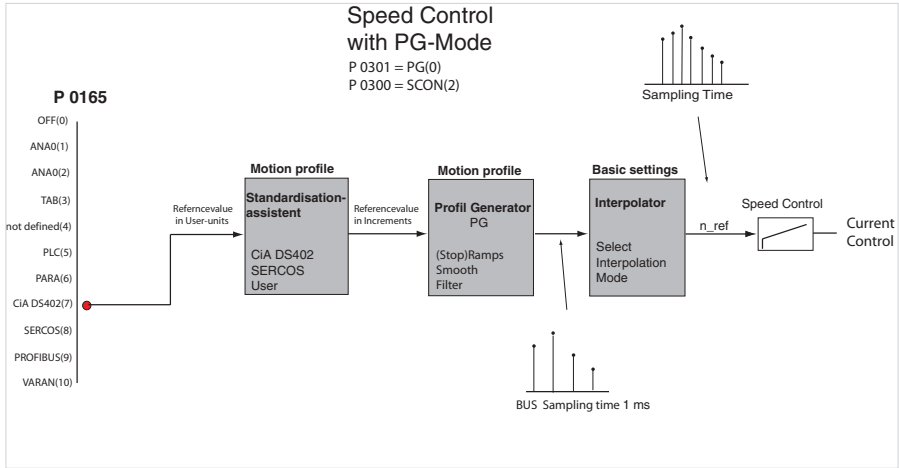 Speed Control
with PG-Mode
P 0301 = PG(0)
P 0300 = SCON(2)
Sampling Time
P 0165
OFF(0)
ANA0(1)
ANA0(2)
TAB(3)
not defined(4)
PLC(5)
PARA(6)
CiA DS402(7)
SERCOS(8)
PROFIBUS(9)
VARAN(10)
Referncevalue
in User-units
Motion profile
Standardisation-
assistent
CiA DS402
SERCOS
User
Referencevalue
in Increments
Motion profile
Profil Generator
PG
(Stop)Ramps
Smooth
Filter
BUS Sampling time 1 ms
Basic settings
Interpolator
Select
Interpolation
Mode
n_ref
Speed Control
Current
Control